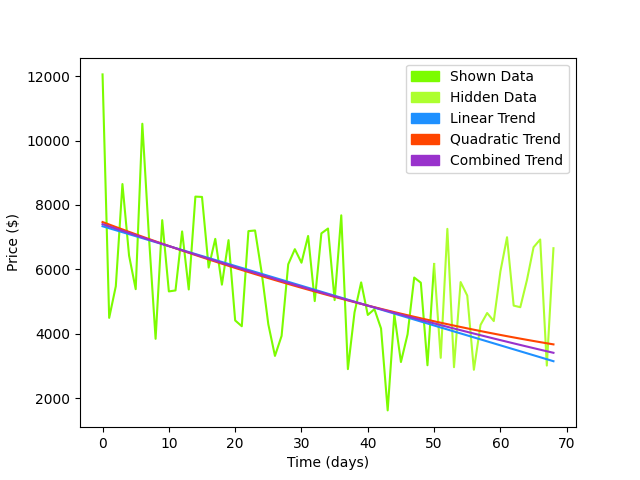 12000
10000
8000
6000
4000
2000
Price ($)
0
10
20
30
40
50
60
70
Time (days)
Shown Data
Hidden Data
Linear Trend
Quadratic Trend
Combined Trend